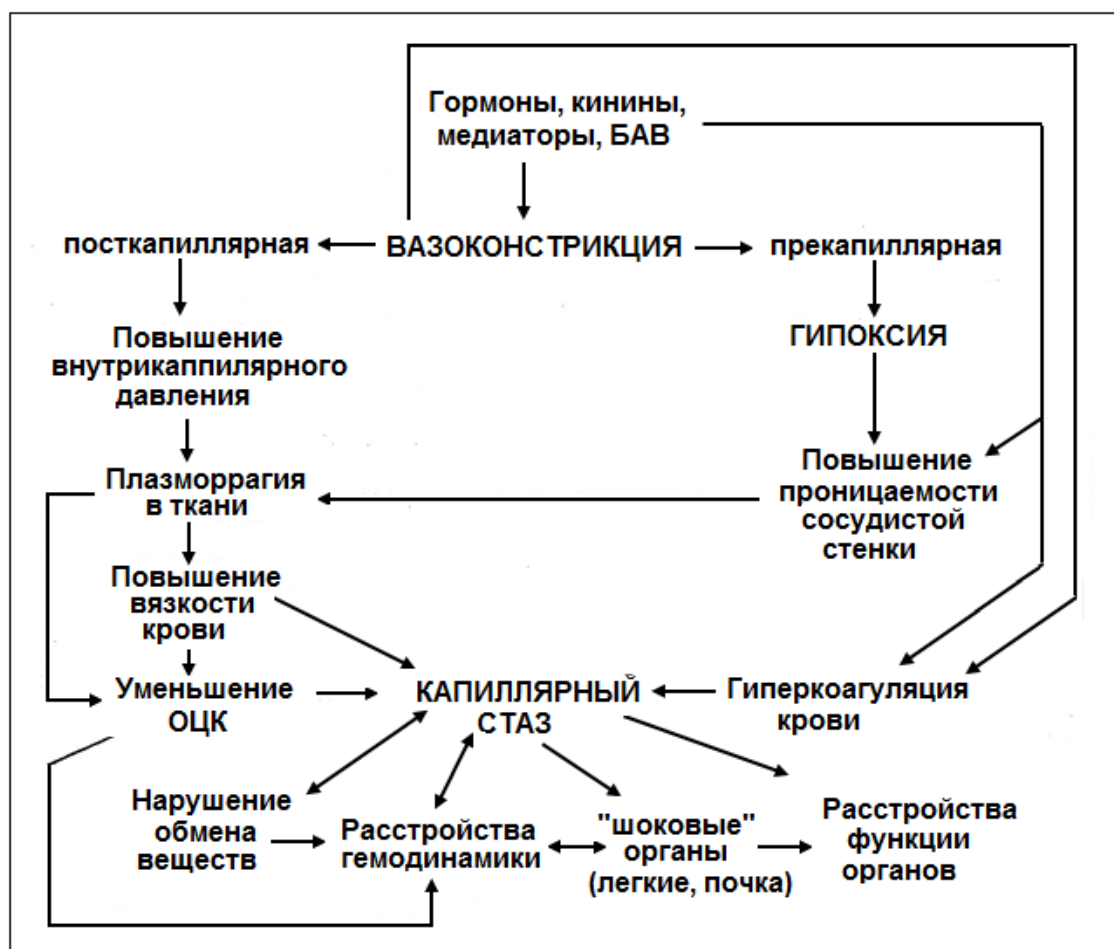 Гормоны, кинины,
медиаторы, БАВ
посткапиллярная
ВАЗОКОНСТРИКЦИЯ
прекапиллярная
Повышение
внутрикаппилярного
давления
ГИПОКСИЯ
Плазморрагия
в ткани
Повышение
проницаемости
сосудистой
стенки
Повышение
вязкости
крови
Уменьшение
ОЦК
КАПИЛЛЯРНЫЙ
СТАЗ
Гиперкоагуляция
крови
Нарушение
обмена
веществ
Расстройства
гемодинамики
"шоковые"
органы
(легкие, почка)
Расстройства
функции
органов